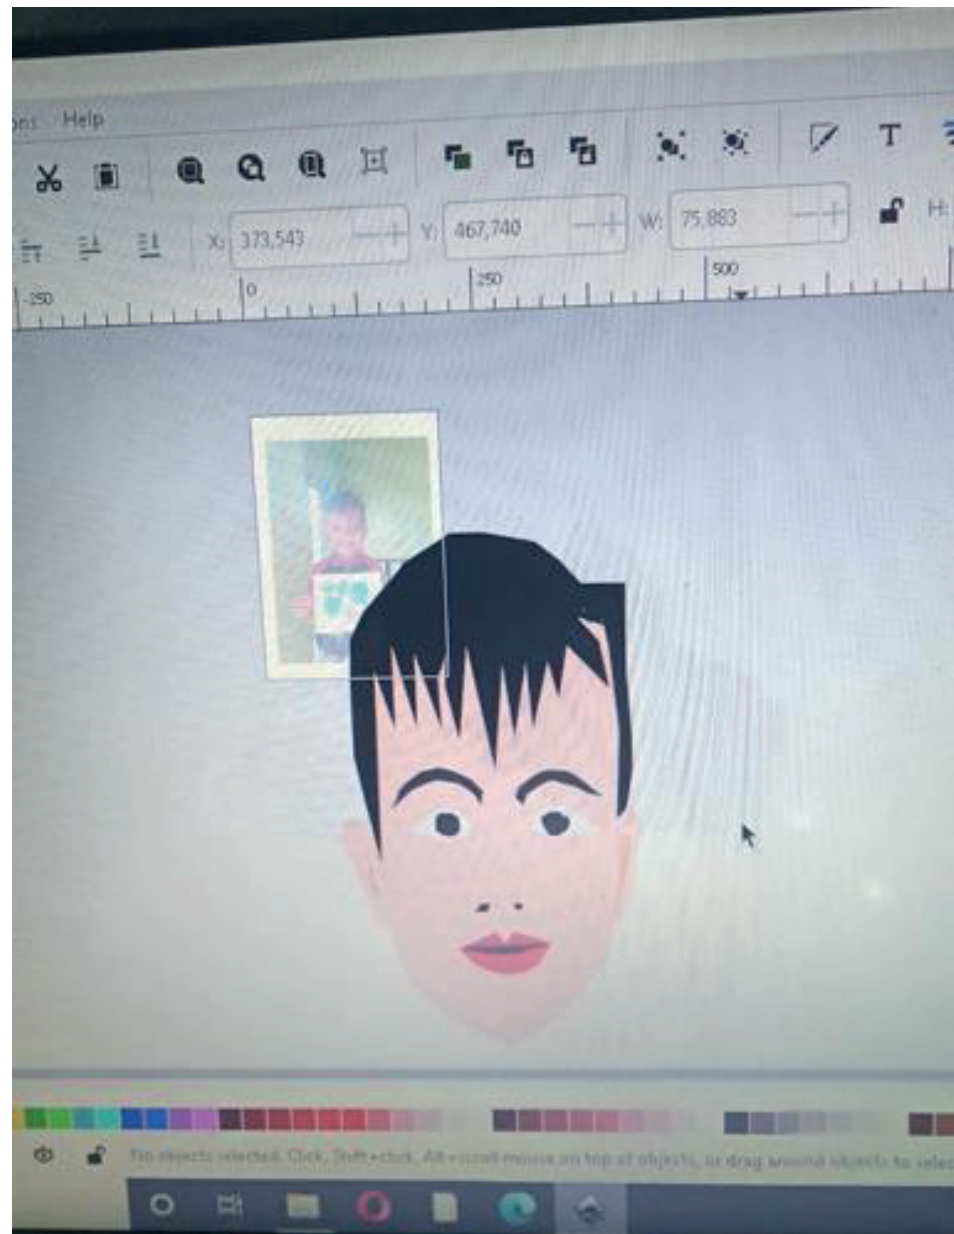 Help
X: 373,543 Y: 467,740 W: 75,883 H:
-250 0 250 500
No objects selected. Click, Shift+click, Alt+scroll mouse on top of objects, or drag around objects to selec